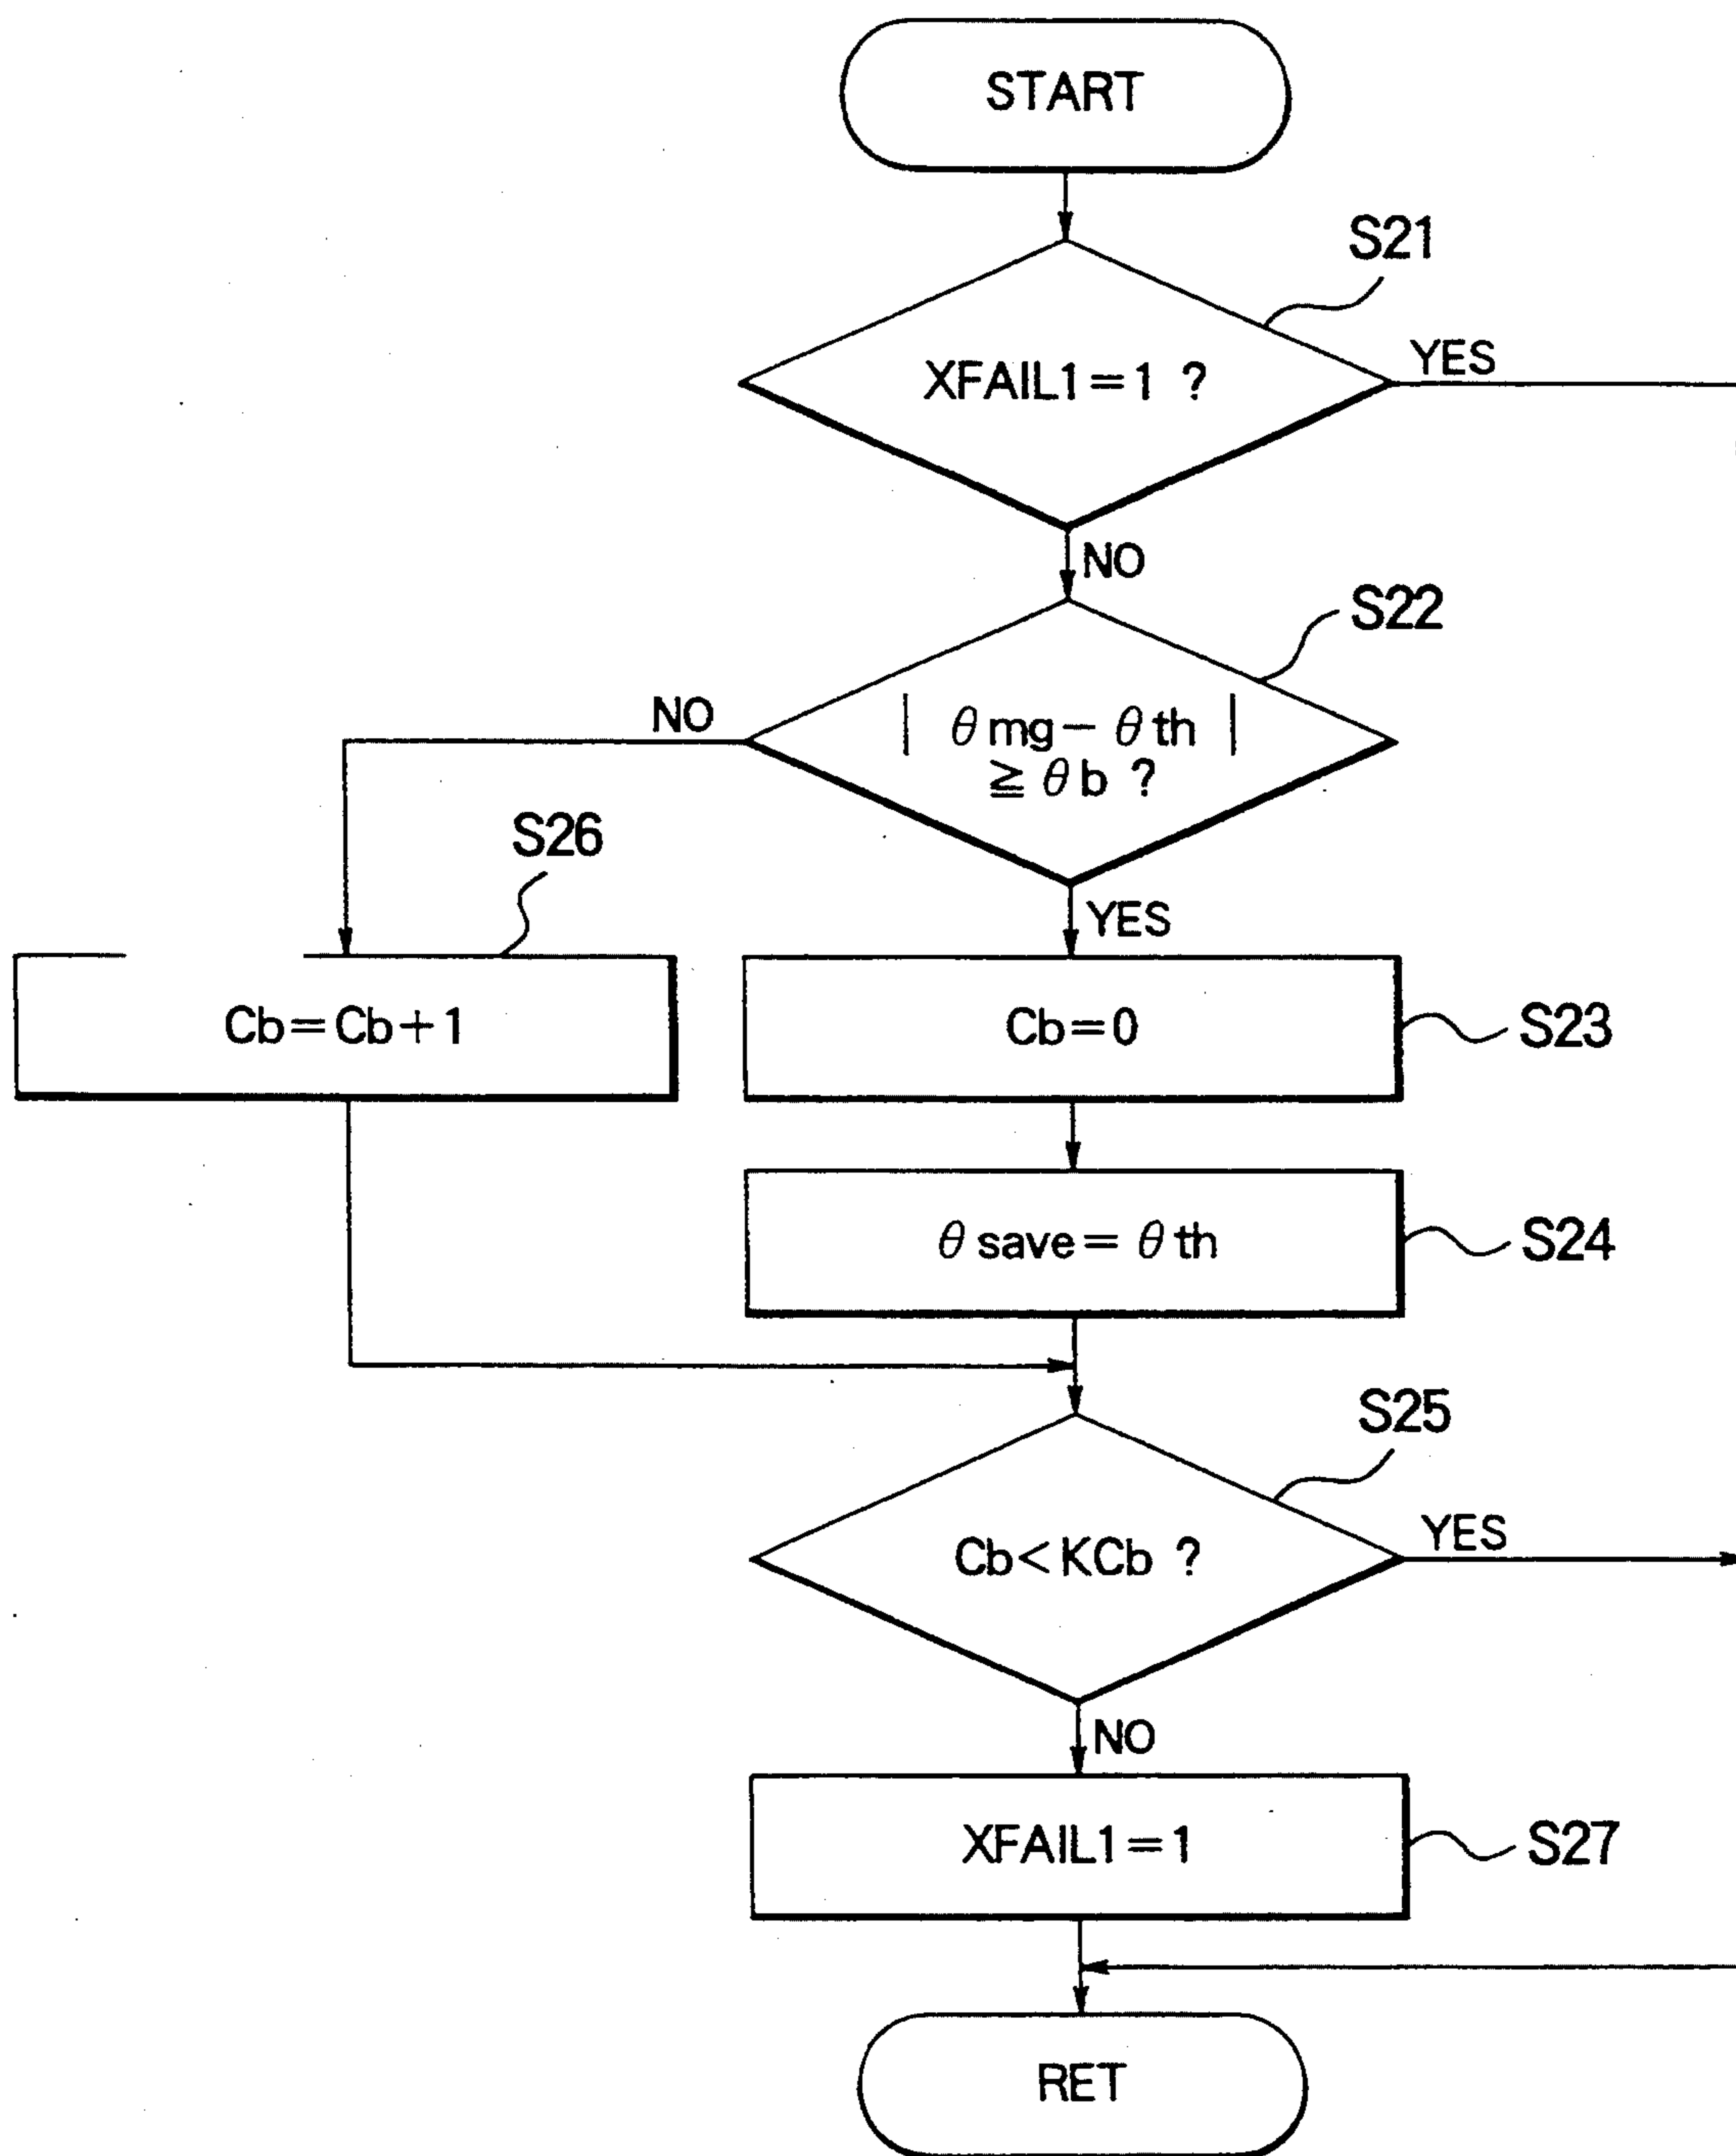 START
S21
XFAIL1=1 ?
YES
NO
S22
NO
| θmg− θth |
≧ θb ?
S26
YES
Cb=Cb+1
Cb=0
S23
θsave= θth
S24
S25
Cb<KCb ?
YES
NO
XFAIL1=1
S27
RET